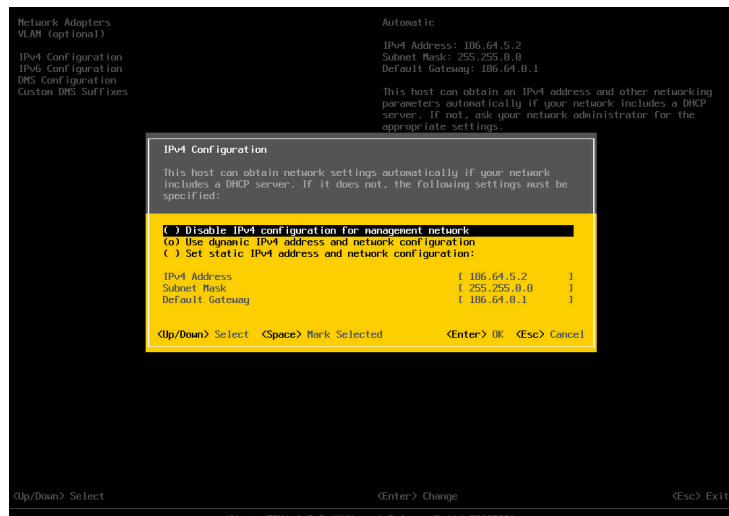 Network Adapters
VLAN (optional)
IPv4 Configuration
IPv6 Configuration
DNS Configuration
Custom DNS Suffixes
Automatic
IPv4 Address: 186.64.5.2
Subnet Mask: 255.255.0.0
Default Gateway: 186.64.0.1
This host can obtain an IPv4 address and other networking
parameters automatically if your network includes a DHCP
server. If not, ask your network administrator for the
appropriate settings.
IPv4 Configuration
This host can obtain network settings automatically if your network
includes a DHCP server. If it does not, the following settings must be
specified:
( ) Disable IPv4 configuration for management network
(o) Use dynamic IPv4 address and network configuration
( ) Set static IPv4 address and network configuration:
IPv4 Address [ 186.64.5.2 ]
Subnet Mask [ 255.255.0.0 ]
Default Gateway [ 186.64.0.1 ]
<Up/Down> Select <Space> Mark Selected <Enter> OK <Esc> Cancel
<Up/Down> Select <Enter> Change <Esc> Exit